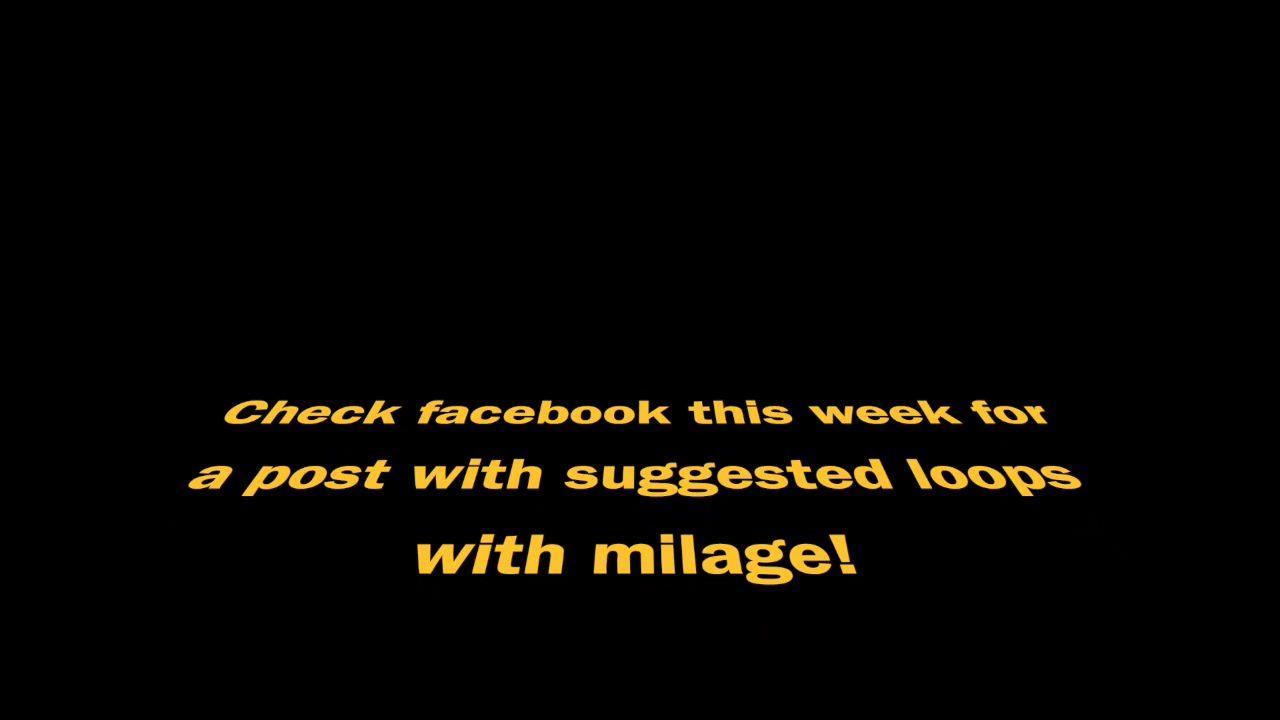 Check facebook this week for
a post with suggested loops
with milage!